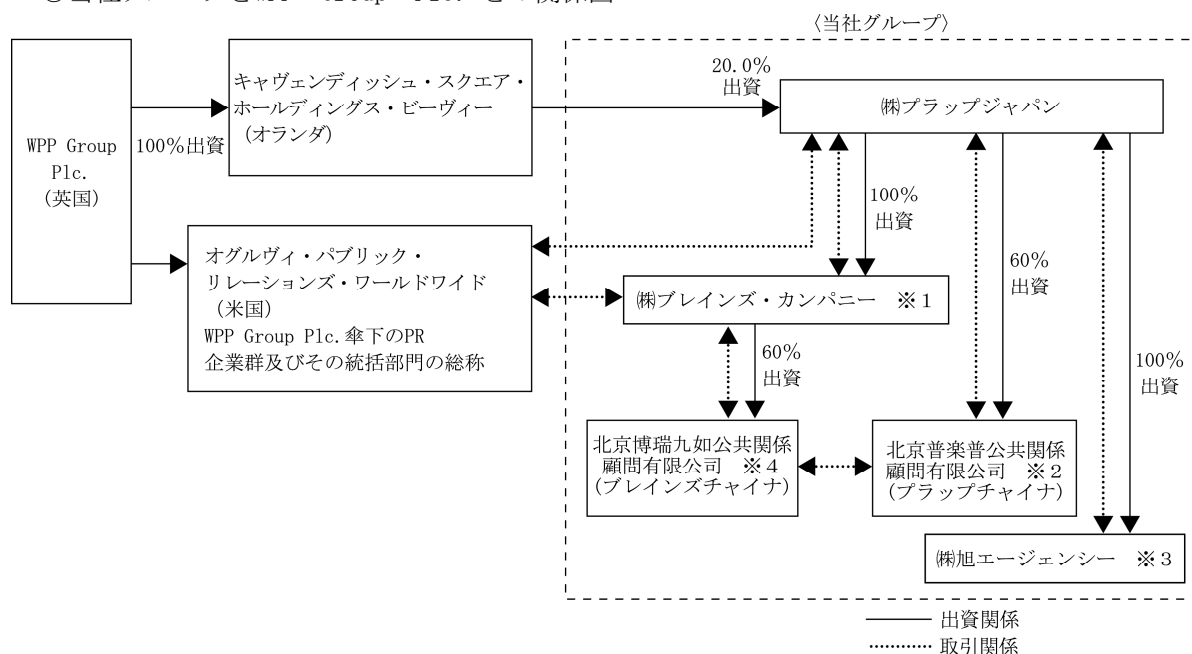 〈当社グループ〉
WPP Group
Plc.
(英国)
100%出資
キャヴェンディッシュ・スクエア・
ホールディングス・ビーヴィー
(オランダ)
20.0%
出資
㈱プラップジャパン
オグルヴィ・パブリック・
リレーションズ・ワールドワイド
(米国)
WPP Group Plc.傘下のPR
企業群及びその統括部門の総称
100%
出資
㈱ブレインズ・カンパニー ※1
60%
出資
60%
出資
100%
出資
北京博瑞九如公共関係
顧問有限公司 ※4
(ブレインズチャイナ)
北京普楽普公共関係
顧問有限公司 ※2
(プラップチャイナ)
㈱旭エージェンシー ※3
出資関係
取引関係